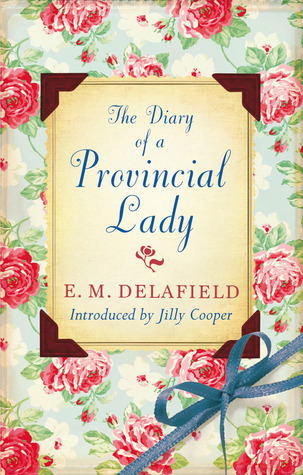 The Diary
of a
Provincial
Lady
E. M. DELAFIELD
Introduced by Jilly Cooper